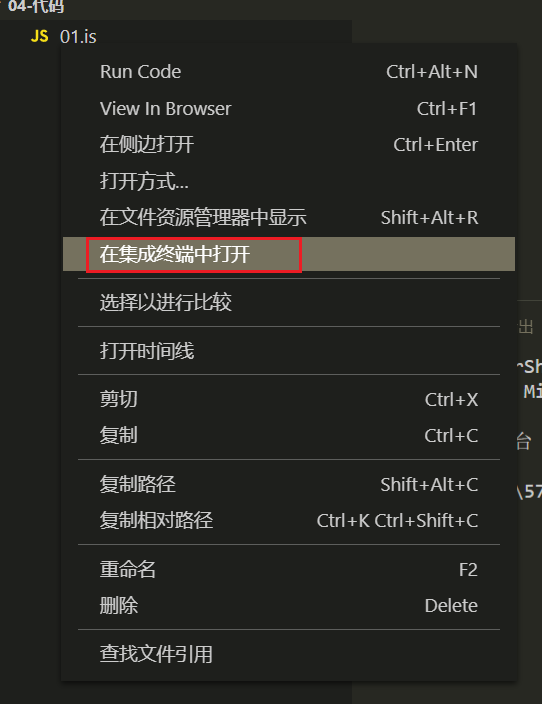 04-代码
JS 01.js
Run Code Ctrl+Alt+N
View In Browser Ctrl+F1
在侧边打开 Ctrl+Enter
打开方式...
在文件资源管理器中显示 Shift+Alt+R
在集成终端中打开
选择以进行比较
打开时间线
出
rSh
剪切 Ctrl+X
Mi
复制 Ctrl+C
台
复制路径 Shift+Alt+C
\57
复制相对路径 Ctrl+K Ctrl+Shift+C
重命名 F2
删除 Delete
查找文件引用